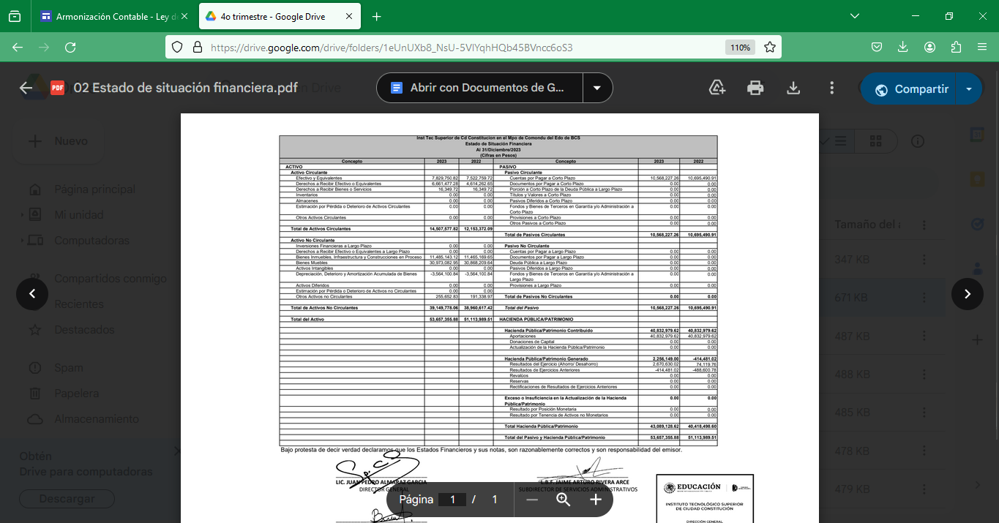 Armonización Contable - Ley d
4o trimestre - Google Drive
https://drive.google.com/drive/folders/1eUnUXb8_NsU-5VlYqhHQb45BVncc6oS3
110%
PDF
02 Estado de situación financiera.pdf
Drive
Abrir con Documentos de G...
Compartir
Nuevo
Página principal
Mi unidad
Computadoras
Compartidos conmigo
Recientes
Destacados
Spam
Papelera
Almacenamiento
Obtén
Drive para computadoras
Descargar
Tamaño del
347 KB
671 KB
487 KB
488 KB
485 KB
478 KB
479 KB
Inst Tec Superior de Cd Constitucion en el Mpo de Comondu del Edo de BCS
Estado de Situación Financiera
Al 31/Diciembre/2023
(Cifras en Pesos)
Concepto 2023 2022 Concepto 2023 2022
ACTIVO PASIVO
Activo Circulante Pasivo Circulante
Efectivo y Equivalentes 7,829,750.82 7,522,759.72 Cuentas por Pagar a Corto Plazo 10,568,227.26 10,695,490.91
Derechos a Recibir Efectivo o Equivalentes 6,661,477.28 4,614,262.65 Documentos por Pagar a Corto Plazo 0.00 0.00
Derechos a Recibir Bienes o Servicios 16,349.72 16,349.72 Porción a Corto Plazo de la Deuda Pública a Largo Plazo 0.00 0.00
Inventarios 0.00 0.00 Títulos y Valores a Corto Plazo 0.00 0.00
Almacenes 0.00 0.00 Pasivos Diferidos a Corto Plazo 0.00 0.00
Estimación por Pérdida o Deterioro de Activos Circulantes 0.00 0.00 Fondos y Bienes de Terceros en Garantía y/o Administración a 0.00 0.00
Corto Plazo
Otros Activos Circulantes 0.00 0.00 Provisiones a Corto Plazo 0.00 0.00
Otros Pasivos a Corto Plazo 0.00 0.00
Total de Activos Circulantes 14,507,577.82 12,153,372.09
Total de Pasivos Circulantes 10,568,227.26 10,695,490.91
Activo No Circulante
Inversiones Financieras a Largo Plazo 0.00 0.00 Pasivo No Circulante
Derechos a Recibir Efectivo o Equivalentes a Largo Plazo 0.00 0.00 Cuentas por Pagar a Largo Plazo 0.00 0.00
Bienes Inmuebles, Infraestructura y Construcciones en Proceso 11,485,143.12 11,465,169.65 Documentos por Pagar a Largo Plazo 0.00 0.00
Bienes Muebles 30,973,082.95 30,868,209.64 Deuda Pública a Largo Plazo 0.00 0.00
Activos Intangibles 0.00 0.00 Pasivos Diferidos a Largo Plazo 0.00 0.00
Depreciación, Deterioro y Amortización Acumulada de Bienes -3,564,100.84 -3,564,100.84 Fondos y Bienes de Terceros en Garantía y/o Administración a 0.00 0.00
Largo Plazo
Activos Diferidos 0.00 0.00 Provisiones a Largo Plazo 0.00 0.00
Estimación por Pérdida o Deterioro de Activos no Circulantes 0.00 0.00
Otros Activos no Circulantes 255,652.83 191,338.97 Total de Pasivos No Circulantes 0.00 0.00
Total de Activos No Circulantes 39,149,778.06 38,960,617.42 Total del Pasivo 10,568,227.26 10,695,490.91
Total del Activo 53,657,355.88 51,113,989.51 HACIENDA PÚBLICA/PATRIMONIO
Hacienda Pública/Patrimonio Contribuido 40,832,979.62 40,832,979.62
Aportaciones 40,832,979.62 40,832,979.62
Donaciones de Capital 0.00 0.00
Actualización de la Hacienda Pública/Patrimonio 0.00 0.00
Hacienda Pública/Patrimonio Generado 2,256,149.00 -414,481.02
Resultados del Ejercicio (Ahorro/ Desahorro) 2,670,630.02 74,119.76
Resultados de Ejercicios Anteriores -414,481.02 -488,600.78
Revalúos 0.00 0.00
Reservas 0.00 0.00
Rectificaciones de Resultados de Ejercicios Anteriores 0.00 0.00
Exceso o Insuficiencia en la Actualización de la Hacienda 0.00 0.00
Pública/Patrimonio
Resultado por Posición Monetaria 0.00 0.00
Resultado por Tenencia de Activos no Monetarios 0.00 0.00
Total Hacienda Pública/Patrimonio 43,089,128.62 40,418,498.60
Total del Pasivo y Hacienda Pública/Patrimonio 53,657,355.88 51,113,989.51
Bajo protesta de decir verdad declaramos que los Estados Financieros y sus notas, son razonablemente correctos y son responsabilidad del emisor.
LIC. JUAN PEDRO ALMARAZ GARCIA
DIRECTOR GENERAL
L.B.F. JAIME ARTURO RIVERA ARCE
SUBDIRECTOR DE SERVICIOS ADMINISTRATIVOS
EDUCACIÓN
INSTITUTO TECNOLÓGICO SUPERIOR
DE CIUDAD CONSTITUCIÓN
DIRECCIÓN GENERAL
Página 1 / 1